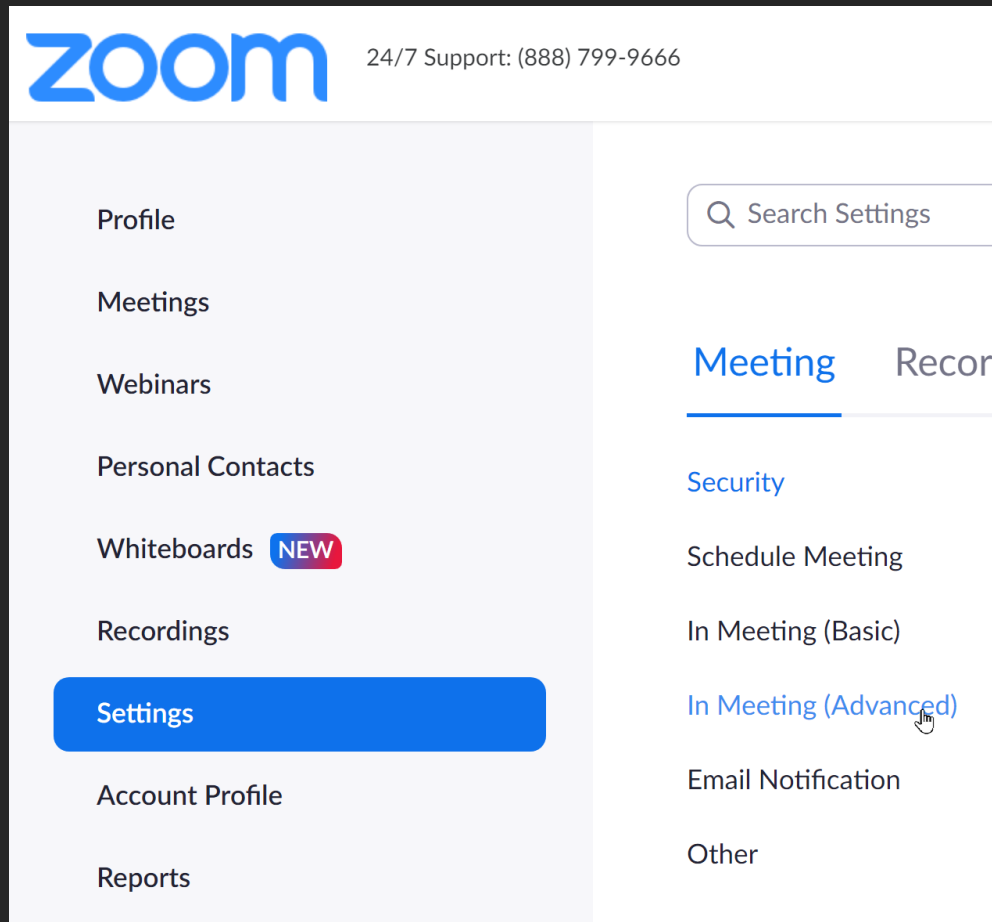 zoom
24/7 Support: (888) 799-9666
Profile
Meetings
Webinars
Personal Contacts
Whiteboards NEW
Recordings
Settings
Account Profile
Reports
Search Settings
Meeting Recor
Security
Schedule Meeting
In Meeting (Basic)
In Meeting (Advanced)
Email Notification
Other